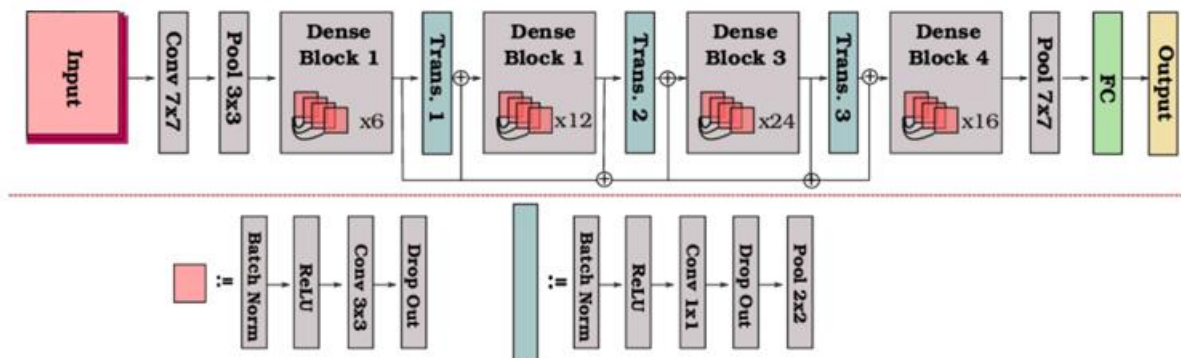 Input
Conv 7x7
Pool 3x3
Dense
Block 1
x6
Trans. 1
Dense
Block 1
x12
Trans. 2
Dense
Block 3
x24
Trans. 3
Dense
Block 4
x16
Pool 7x7
FC
Output
:=
Batch Norm
ReLU
Conv 3x3
Drop Out
:=
Batch Norm
ReLU
Conv 1x1
Drop Out
Pool 2x2